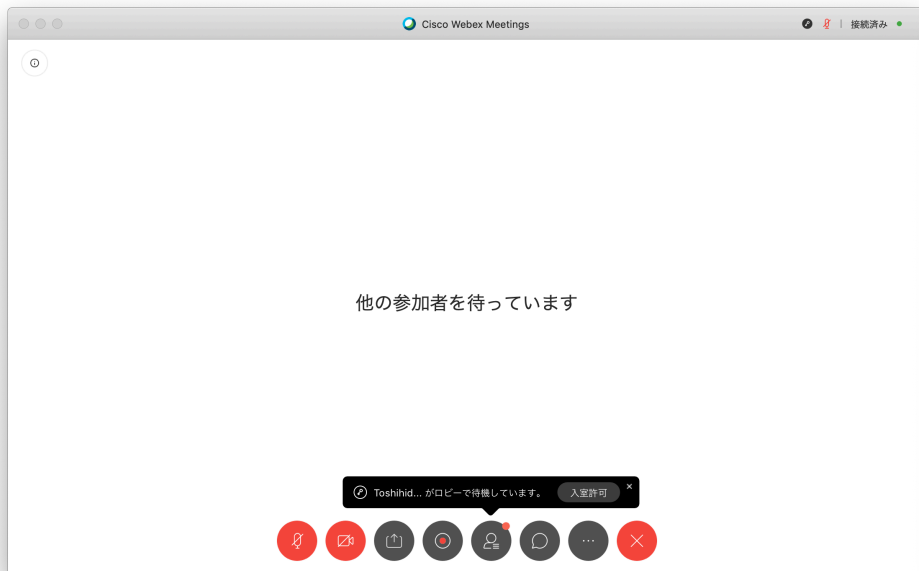 Cisco Webex Meetings
接続済み
他の参加者を待っています
Toshihid... がロビーで待機しています。
入室許可